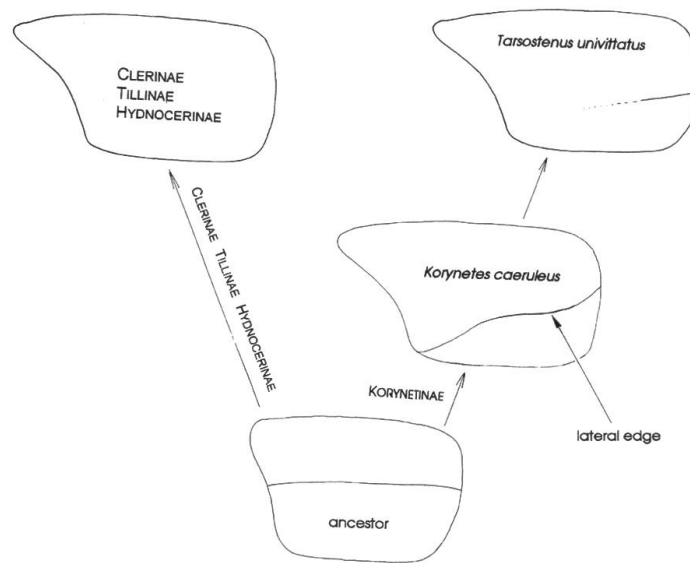 CLERINAE
TILLINAE
HYDNOCERINAE
Tarsostenus univittatus
CLERINAE TILLINAE HYDNOCERINAE
Korynetes caeruleus
KORYNETINAE
lateral edge
ancestor